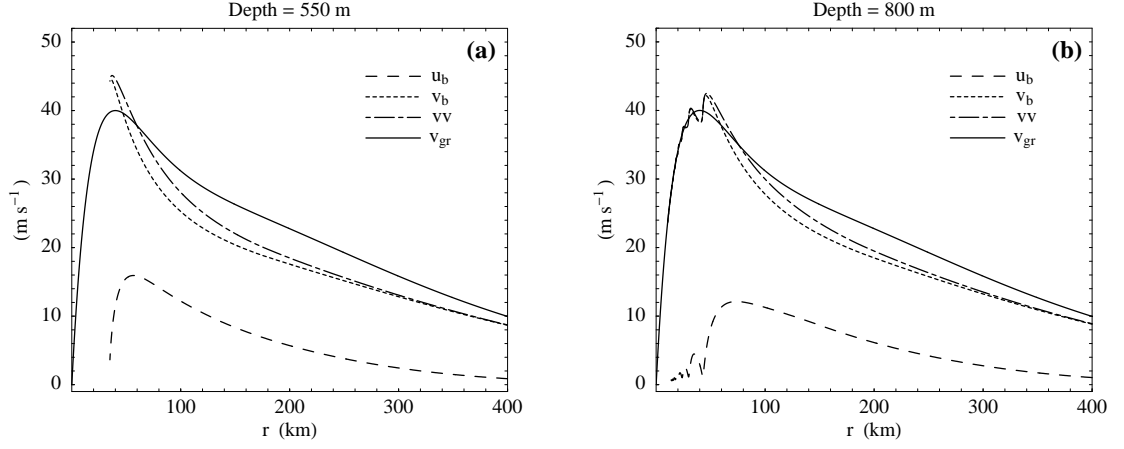 Depth = 550 m
(a)
u_b
v_b
vv
v_gr
50
40
30
20
10
0
(m s⁻¹)
100 200 300 400
r (km)
Depth = 800 m
(b)
u_b
v_b
vv
v_gr
50
40
30
20
10
0
(m s⁻¹)
100 200 300 400
r (km)